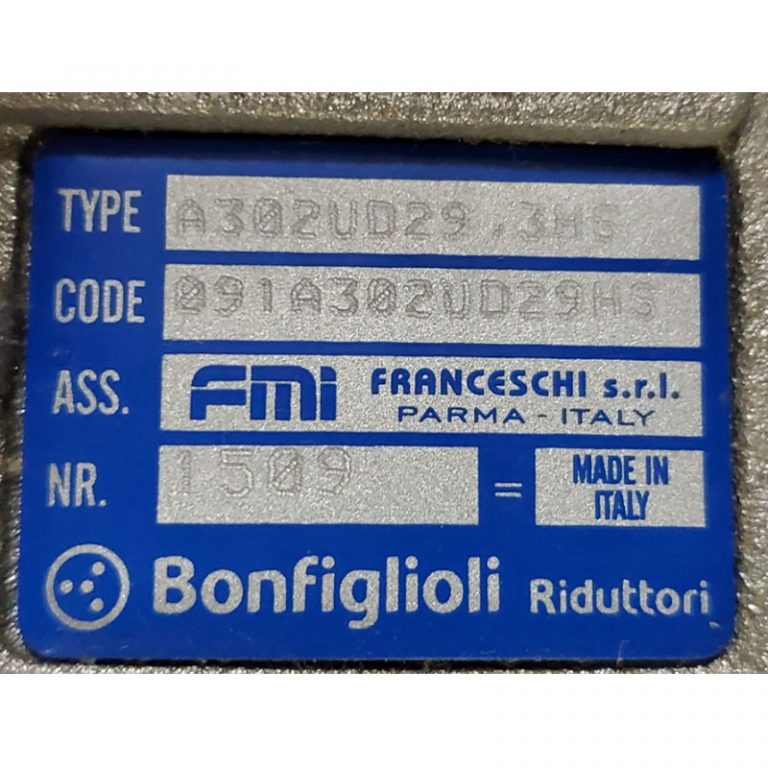 TYPE A302UD29.3HS
CODE 091A302UD29HS
ASS. FMi FRANCESCHI s.r.l.
PARMA - ITALY
NR. 1509 = MADE IN
ITALY
Bonfiglioli Riduttori